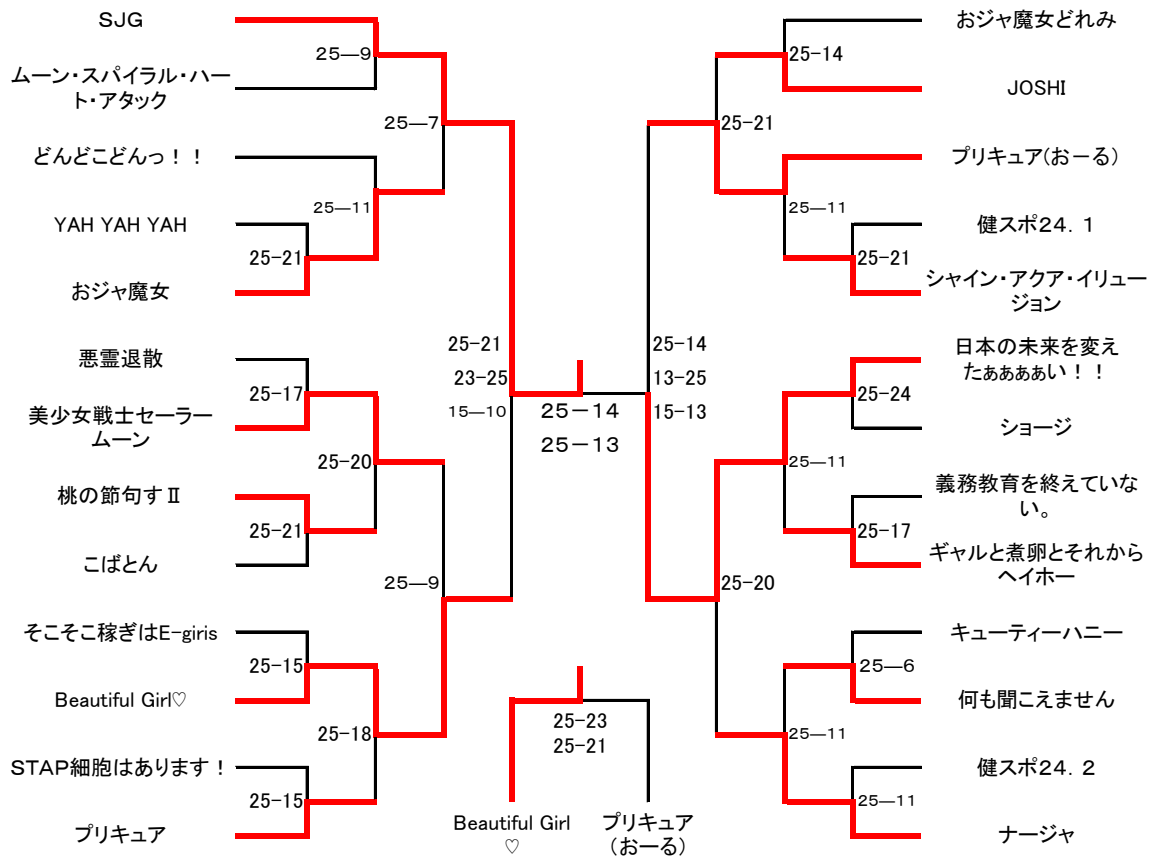 SJG
25―9
ムーン・スパイラル・ハー
ト・アタック
25―7
どんどこどんっ！！
25―11
YAH YAH YAH
25-21
おジャ魔女
悪霊退散
25-17
美少女戦士セーラー
ムーン
25-20
桃の節句すⅡ
25-21
こばとん
25―9
そこそこ稼ぎはE-giris
25-15
Beautiful Girl♡
25-18
STAP細胞はあります！
25-15
プリキュア
25-21
23-25
15―10
25－14
25－13
25-14
13-25
15-13
25-23
25-21
Beautiful Girl
♡
プリキュア
（おーる）
おジャ魔女どれみ
25-14
JOSHI
25-21
プリキュア(おーる)
25―11
健スポ24．1
25-21
シャイン・アクア・イリュー
ジョン
日本の未来を変え
たぁぁぁぁい！！
25-24
ショージ
25―11
義務教育を終えていな
い。
25-17
ギャルと煮卵とそれから
ヘイホー
25-20
キューティーハニー
25―6
何も聞こえません
25―11
健スポ24．2
25―11
ナージャ